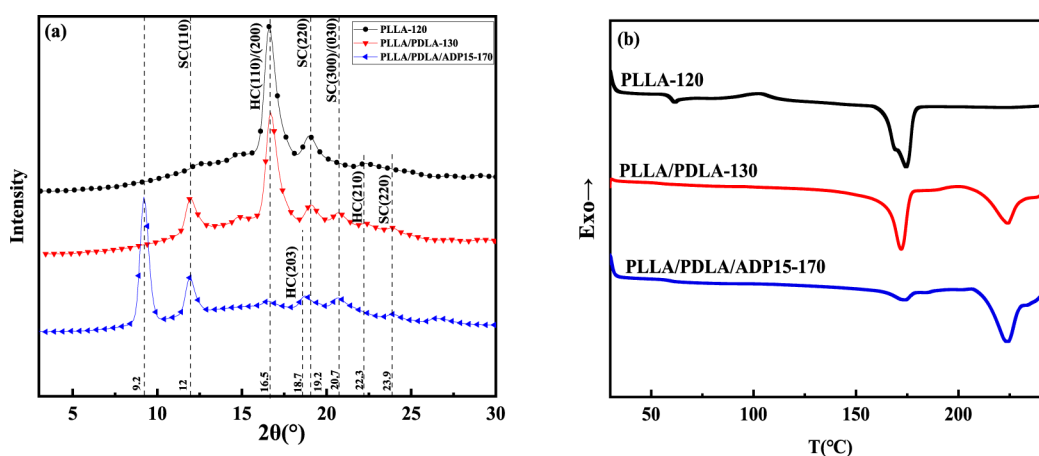 (a)
PLLA-120
PLLA/PDLA-130
PLLA/PDLA/ADP15-170
SC(110)
HC(110)/(200)
SC(220)
SC(300)/(030)
HC(210)
SC(220)
HC(203)
9.2
12
16.5
18.7
19.2
20.7
22.3
23.9
5
10
15
20
25
30
2θ(°)
Intensity
(b)
PLLA-120
PLLA/PDLA-130
PLLA/PDLA/ADP15-170
Exo→
50
100
150
200
T(℃)